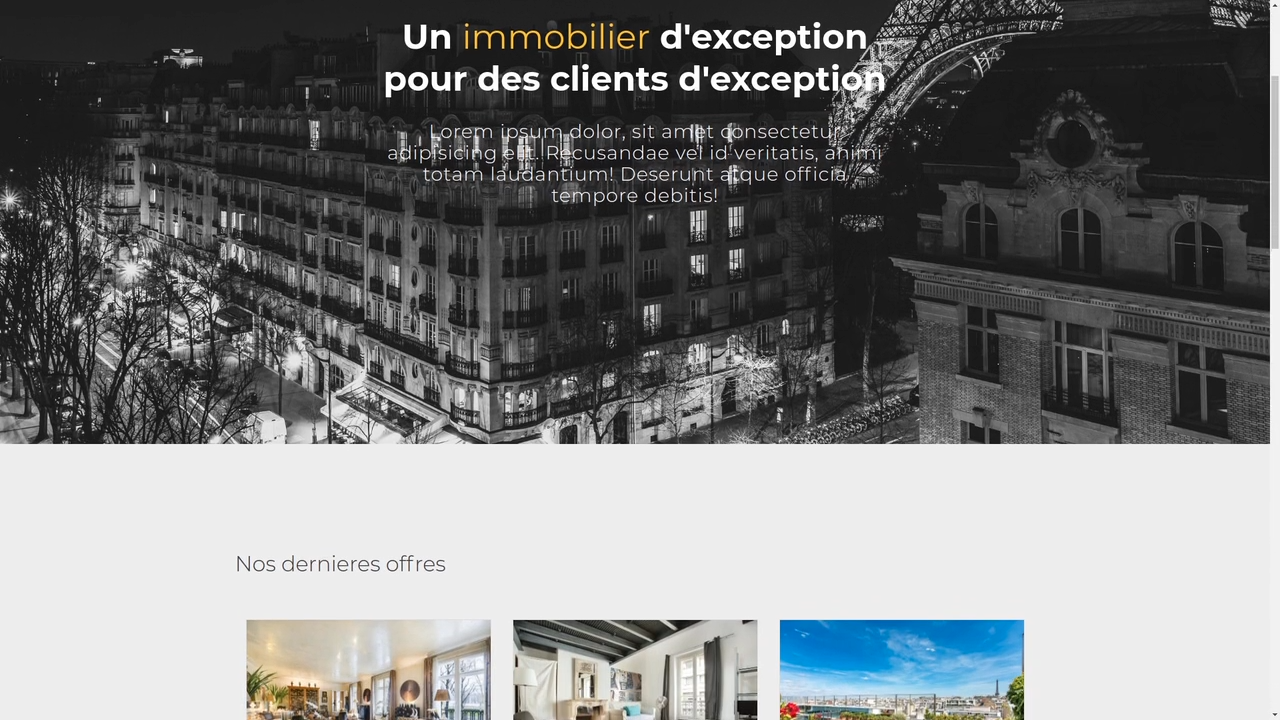 Un immobilier d'exception
pour des clients d'exception
Lorem ipsum dolor, sit amet consectetur
adipisicing elit. Recusandae vel id veritatis, animi
totam laudantium! Deserunt atque officia
tempore debitis!
Nos dernieres offres